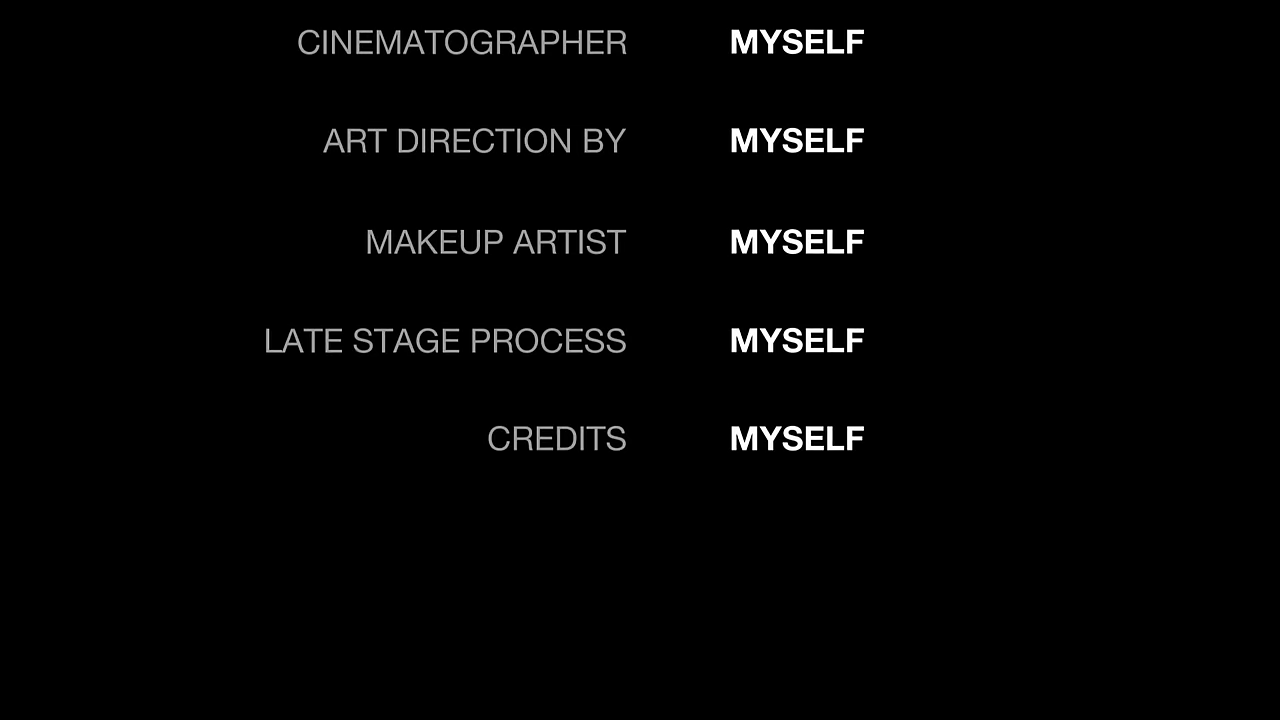 CINEMATOGRAPHER MYSELF
ART DIRECTION BY MYSELF
MAKEUP ARTIST MYSELF
LATE STAGE PROCESS MYSELF
CREDITS MYSELF